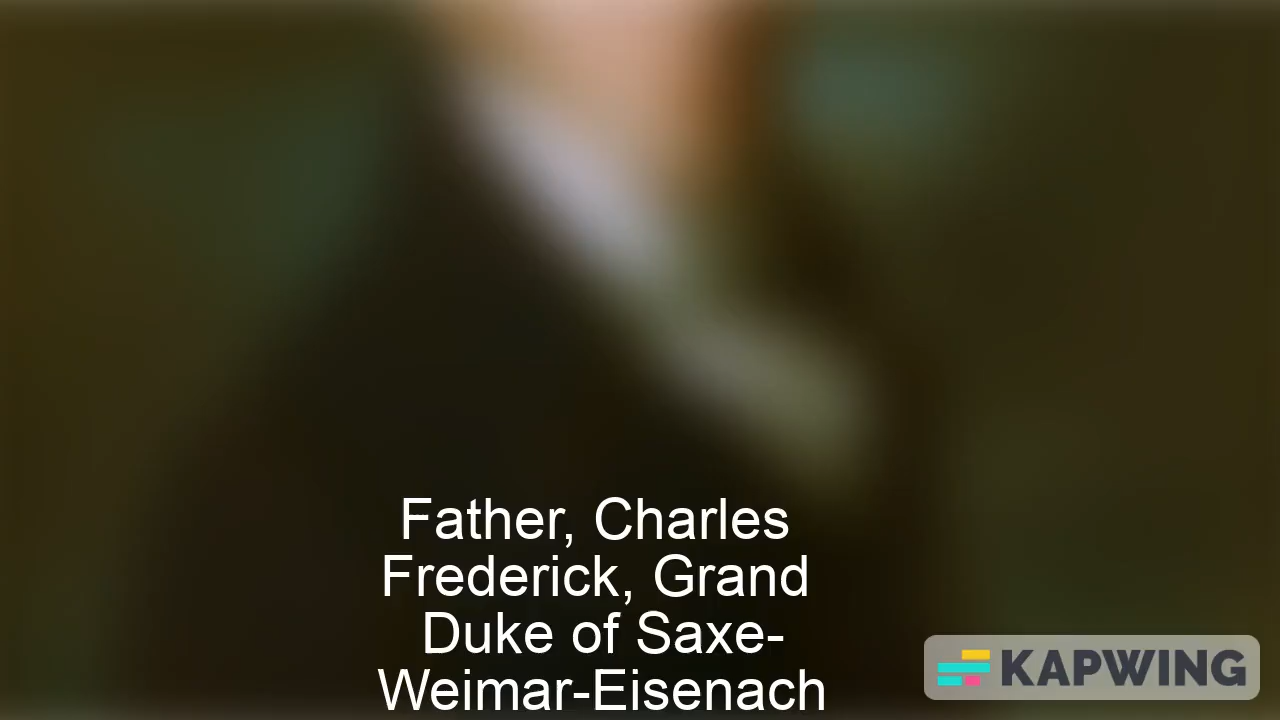 Father, Charles
Frederick, Grand
Duke of Saxe-
Weimar-Eisenach
KAPWING